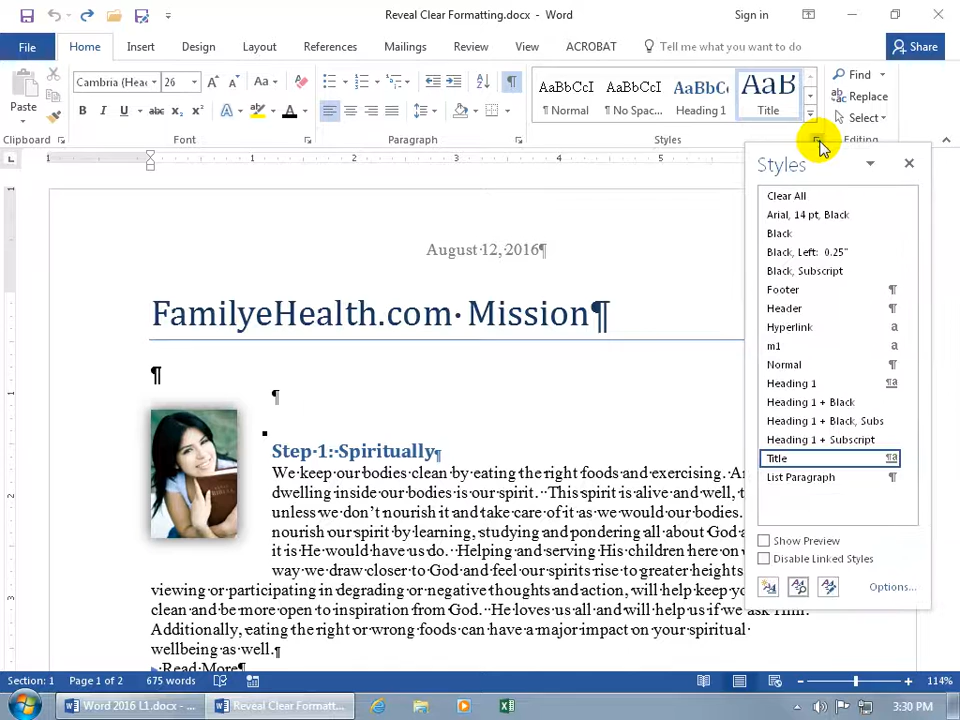 Reveal Clear Formatting.docx - Word
Sign in
File Home Insert Design Layout References Mailings Review View ACROBAT Tell me what you want to do Share
Paste
Cambria (Hea 26 Aa
B I U abc x₂ x² A A
AaBbCcI AaBbCcI AaBbC AaB
¶ Normal ¶ No Spac... Heading 1 Title
Find
Replace
Select
Clipboard Font Paragraph Styles Editing
1 1 2 3 4 5
Styles
Clear All
Arial, 14 pt, Black
Black
Black, Left: 0.25"
Black, Subscript
Footer ¶
Header ¶
Hyperlink a
m1 a
Normal ¶
Heading 1 ¶a
Heading 1 + Black
Heading 1 + Black, Subs
Heading 1 + Subscript
Title ¶a
List Paragraph ¶
Show Preview
Disable Linked Styles
Options...
August·12,·2016¶
FamilyeHealth.com·Mission¶
¶
¶
Step·1:·Spiritually¶
We·keep·our·bodies·clean·by·eating·the·right·foods·and·exercising.·
dwelling·inside·our·bodies·is·our·spirit.··This·spirit·is·alive·and·well,·
unless·we·don't·nourish·it·and·take·care·of·it·as·we·would·our·bodies.·
nourish·our·spirit·by·learning,·studying·and·pondering·all·about·
it·is·He·would·have·us·do.··Helping·and·serving·His·children·here·on·
way·we·draw·closer·to·God·and·feel·our·spirits·rise·to·greater·heights
viewing·or·participating·in·degrading·or·negative·thoughts·and·action,·will·help·keep·
clean·and·be·more·open·to·inspiration·from·God.··He·loves·us·all·and·will·help·us·if·we·ask·Him.·
Additionally,·eating·the·right·or·wrong·foods·can·have·a·major·impact·on·your·spiritual·
wellbeing·as·well.¶
·Read·More¶
Section: 1 Page 1 of 2 675 words 114%
Word 2016 L1.docx - ... Reveal Clear Formatt... 3:30 PM